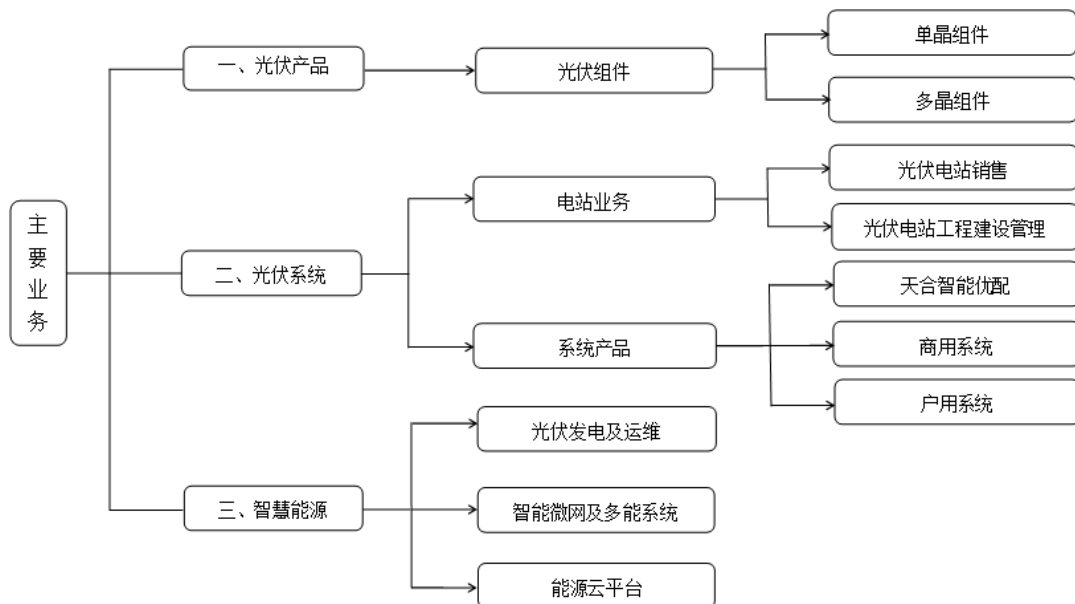 主要业务
一、光伏产品
光伏组件
单晶组件
多晶组件
二、光伏系统
电站业务
光伏电站销售
光伏电站工程建设管理
系统产品
天合智能优配
商用系统
户用系统
三、智慧能源
光伏发电及运维
智能微网及多能系统
能源云平台